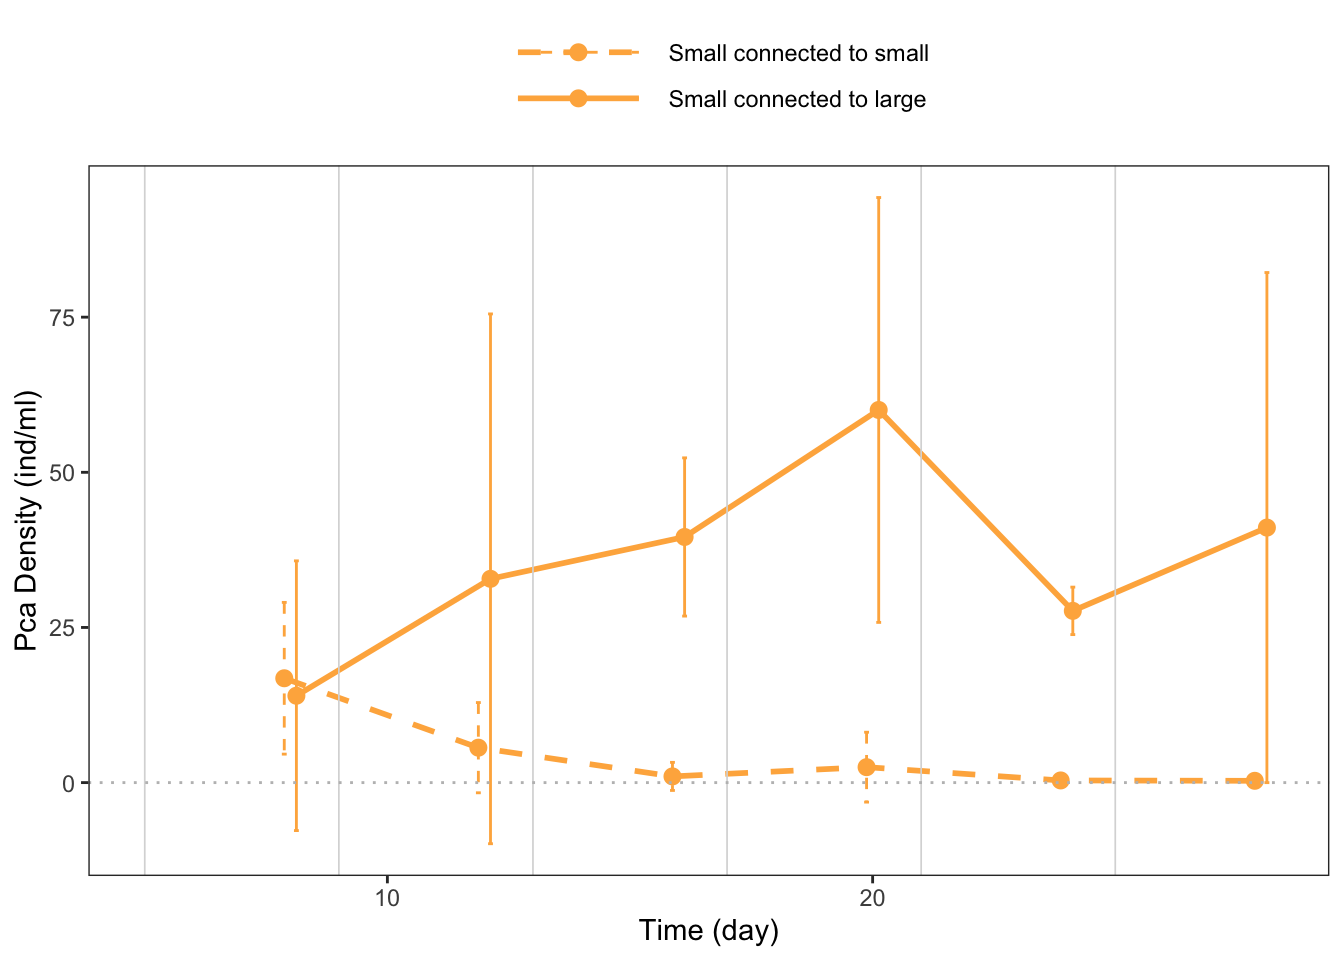 Small connected to small
Small connected to large
Pca Density (ind/ml)
75
50
25
0
10 20
Time (day)